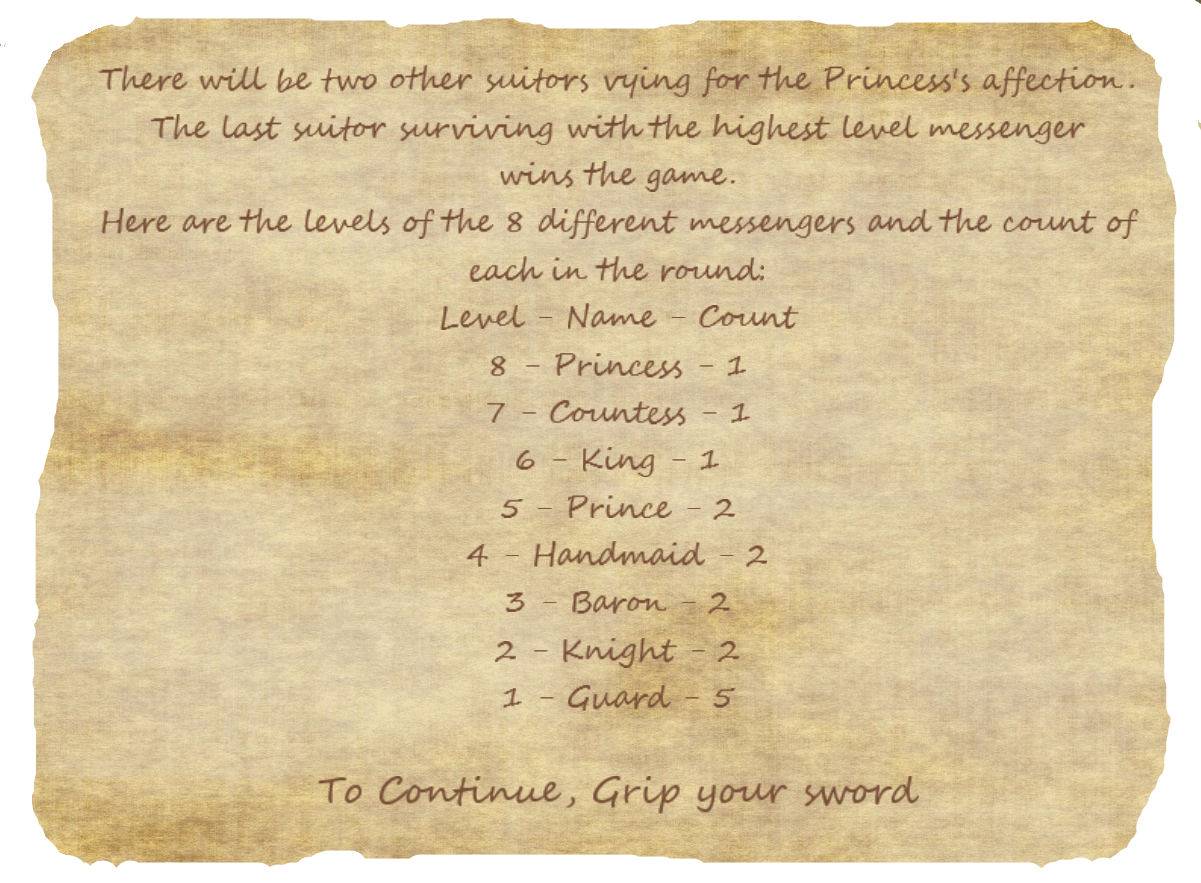 There will be two other suitors vying for the Princess's affection.
The last suitor surviving with the highest level messenger
wins the game.
Here are the levels of the 8 different messengers and the count of
each in the round:
Level - Name - Count
8 - Princess - 1
7 - Countess - 1
6 - King - 1
5 - Prince - 2
4 - Handmaid - 2
3 - Baron - 2
2 - Knight - 2
1 - Guard - 5
To Continue, Grip your sword